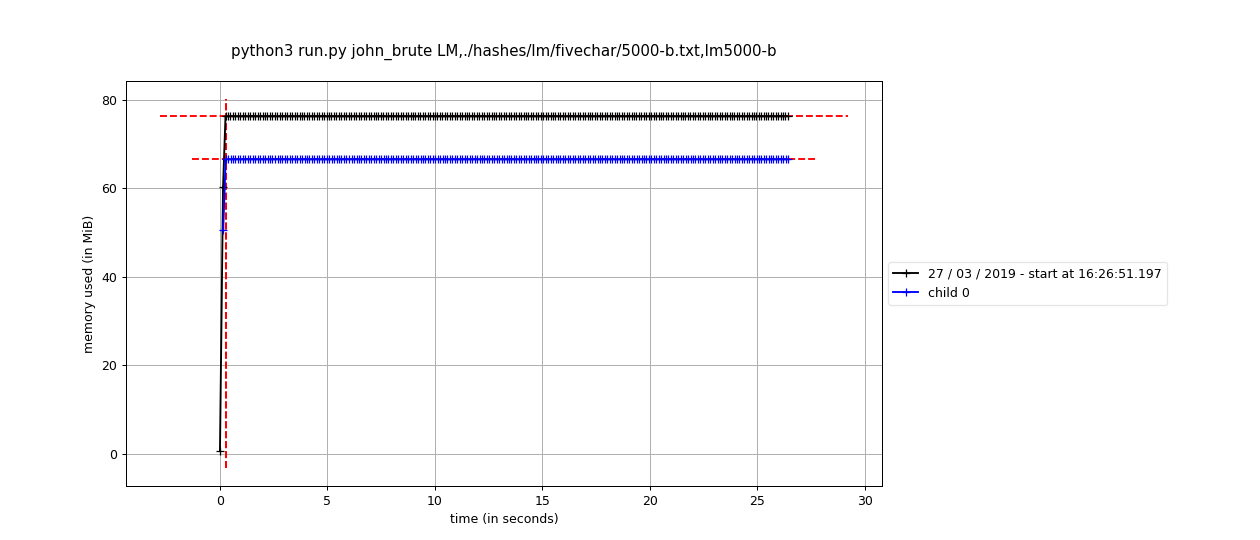 python3 run.py john_brute LM,./hashes/lm/fivechar/5000-b.txt,lm5000-b
80
60
40
20
0
memory used (in MiB)
0 5 10 15 20 25 30
time (in seconds)
27 / 03 / 2019 - start at 16:26:51.197
child 0